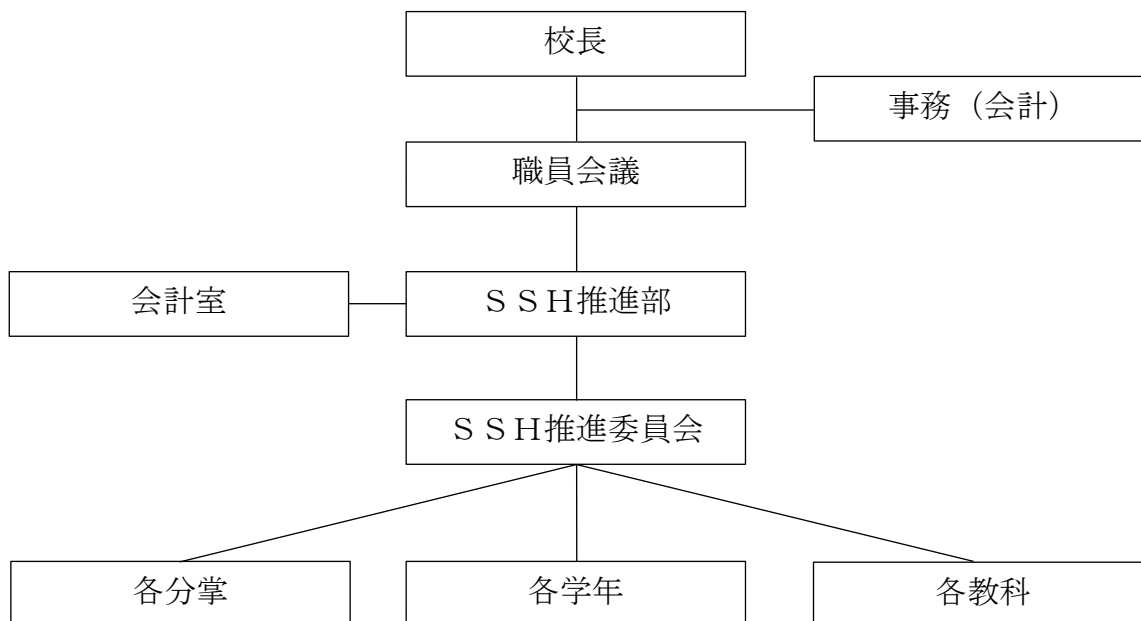 校長
事務（会計）
職員会議
会計室
ＳＳＨ推進部
ＳＳＨ推進委員会
各分掌
各学年
各教科